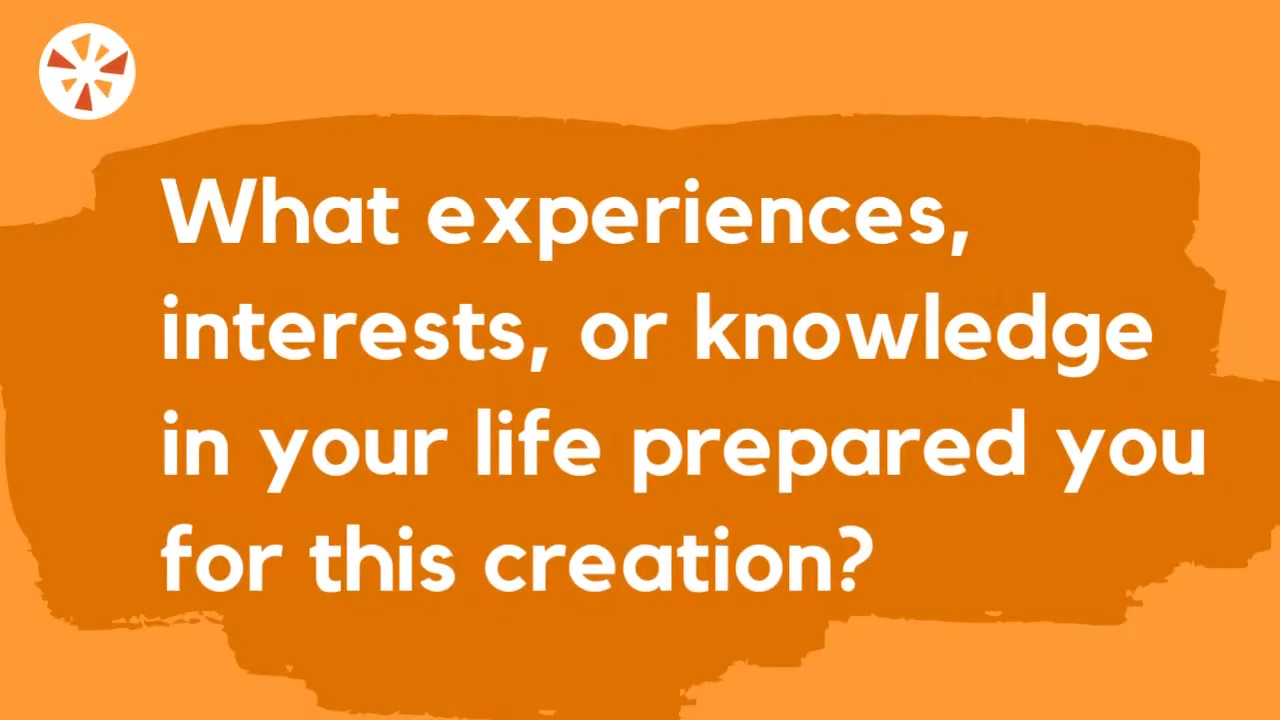 What experiences,
interests, or knowledge
in your life prepared you
for this creation?